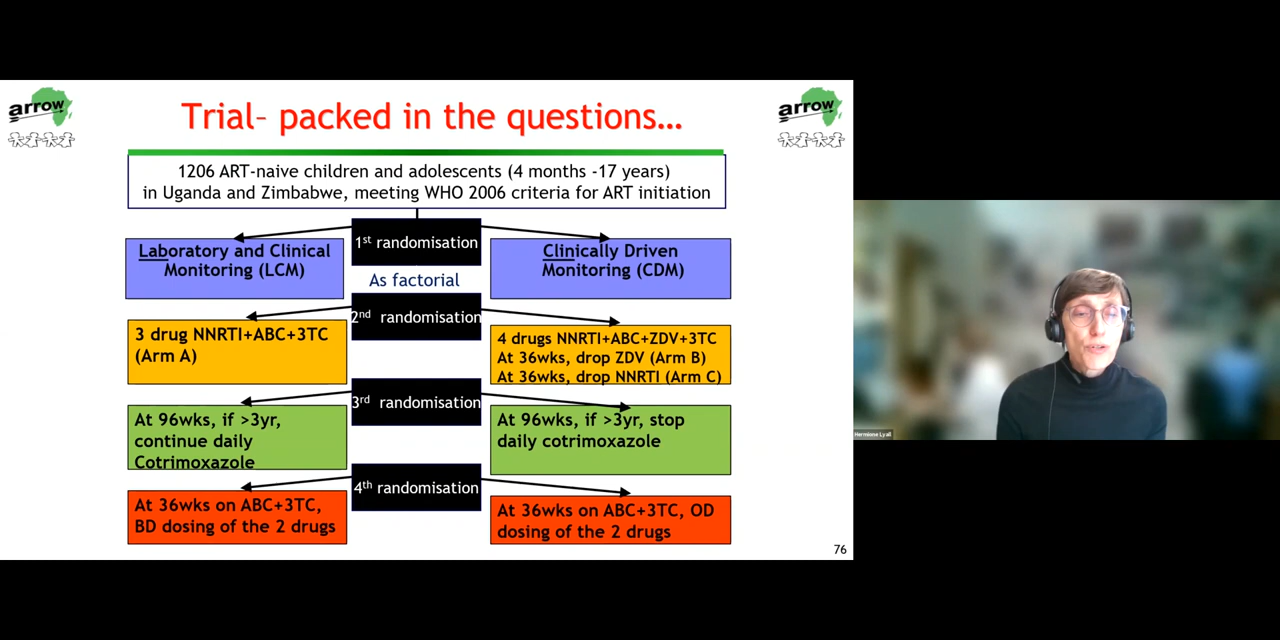 arrow
arrow
Trial- packed in the questions…
1206 ART-naive children and adolescents (4 months -17 years)
in Uganda and Zimbabwe, meeting WHO 2006 criteria for ART initiation
1st randomisation
Laboratory and Clinical
Monitoring (LCM)
Clinically Driven
Monitoring (CDM)
As factorial
2nd randomisation
3 drug NNRTI+ABC+3TC
(Arm A)
4 drugs NNRTI+ABC+ZDV+3TC
At 36wks, drop ZDV (Arm B)
At 36wks, drop NNRTI (Arm C)
3rd randomisation
At 96wks, if >3yr,
continue daily
Cotrimoxazole
At 96wks, if >3yr, stop
daily cotrimoxazole
4th randomisation
At 36wks on ABC+3TC,
BD dosing of the 2 drugs
At 36wks on ABC+3TC, OD
dosing of the 2 drugs
76
Hermione Lyall